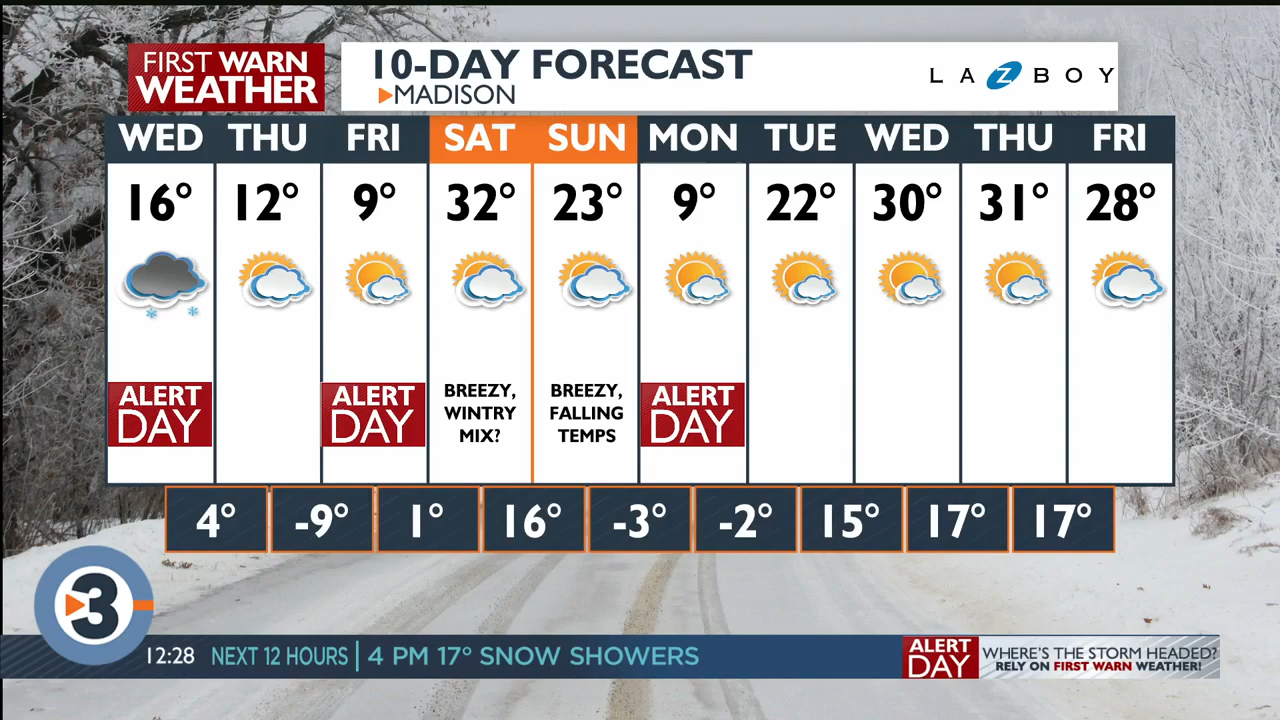 FIRST WARN
WEATHER
10-DAY FORECAST
MADISON
LA Z BOY
WED THU FRI SAT SUN MON TUE WED THU FRI
16° 12° 9° 32° 23° 9° 22° 30° 31° 28°
ALERT DAY
ALERT DAY
BREEZY,
WINTRY
MIX?
BREEZY,
FALLING
TEMPS
ALERT DAY
4° -9° 1° 16° -3° -2° 15° 17° 17°
3
12:28 NEXT 12 HOURS 4 PM 17° SNOW SHOWERS
ALERT
DAY
WHERE'S THE STORM HEADED?
RELY ON FIRST WARN WEATHER!